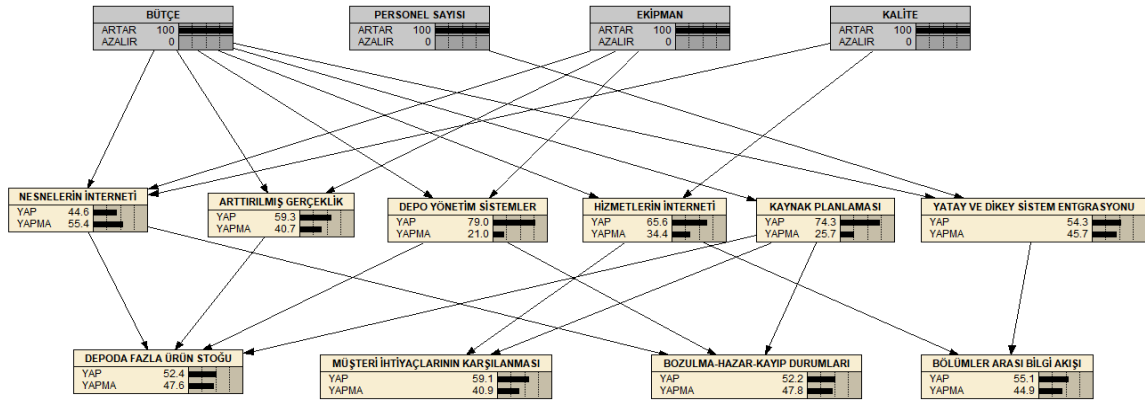 BÜTÇE
ARTAR 100
AZALIR 0
PERSONEL SAYISI
ARTAR 100
AZALIR 0
EKİPMAN
ARTAR 100
AZALIR 0
KALİTE
ARTAR 100
AZALIR 0
NESNELERİN İNTERNETİ
YAP 44.6
YAPMA 55.4
ARTTIRILMIŞ GERÇEKLİK
YAP 59.3
YAPMA 40.7
DEPO YÖNETİM SİSTEMLER
YAP 79.0
YAPMA 21.0
HİZMETLERİN İNTERNETİ
YAP 65.6
YAPMA 34.4
KAYNAK PLANLAMASI
YAP 74.3
YAPMA 25.7
YATAY VE DİKEY SİSTEM ENTGRASYONU
YAP 54.3
YAPMA 45.7
DEPODA FAZLA ÜRÜN STOĞU
YAP 52.4
YAPMA 47.6
MÜŞTERİ İHTİYAÇLARININ KARŞILANMASI
YAP 59.1
YAPMA 40.9
BOZULMA-HAZAR-KAYIP DURUMLARI
YAP 52.2
YAPMA 47.8
BÖLÜMLER ARASI BİLGİ AKIŞI
YAP 55.1
YAPMA 44.9